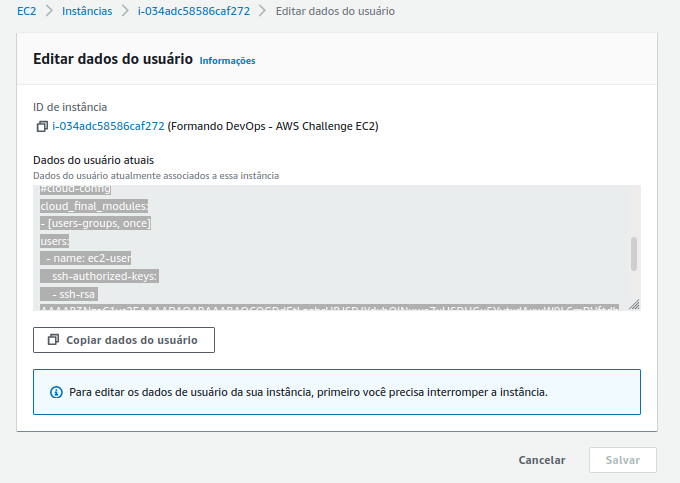 EC2 > Instâncias > i-034adc58586caf272 > Editar dados do usuário
Editar dados do usuário Informações
ID de instância
i-034adc58586caf272 (Formando DevOps - AWS Challenge EC2)
Dados do usuário atuais
Dados do usuário atualmente associados a essa instância
#cloud-config
cloud_final_modules:
- [users-groups, once]
users:
- name: ec2-user
ssh-authorized-keys:
- ssh-rsa
Copiar dados do usuário
Para editar os dados de usuário da sua instância, primeiro você precisa interromper a instância.
Cancelar Salvar